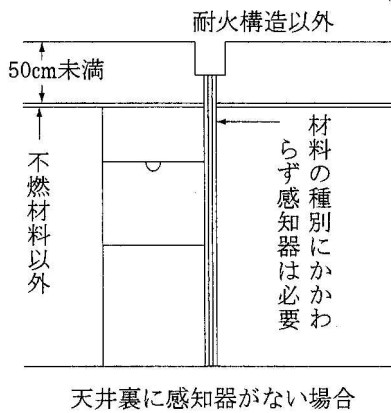 耐火構造以外
50cm未満
不燃材料以外
材料の種別にかかわ
らず感知器は必要
天井裏に感知器がない場合